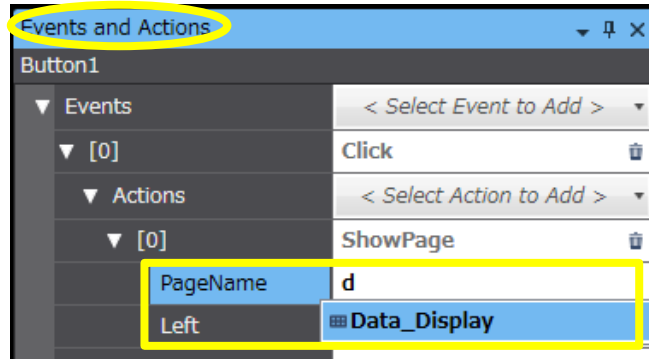 Events and Actions
Button1
Events < Select Event to Add >
[0] Click
Actions < Select Action to Add >
[0] ShowPage
PageName d
Left Data_Display